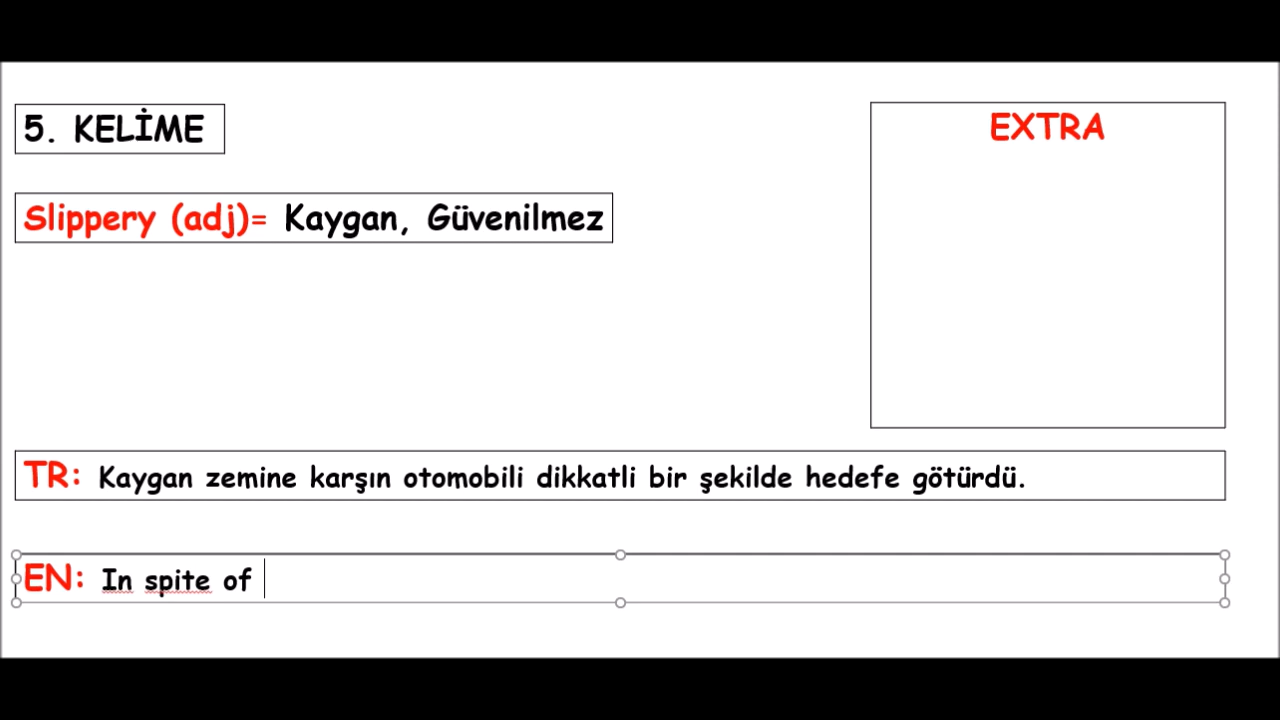 5. KELİME
EXTRA
Slippery (adj)= Kaygan, Güvenilmez
TR: Kaygan zemine karşın otomobili dikkatli bir şekilde hedefe götürdü.
EN: In spite of